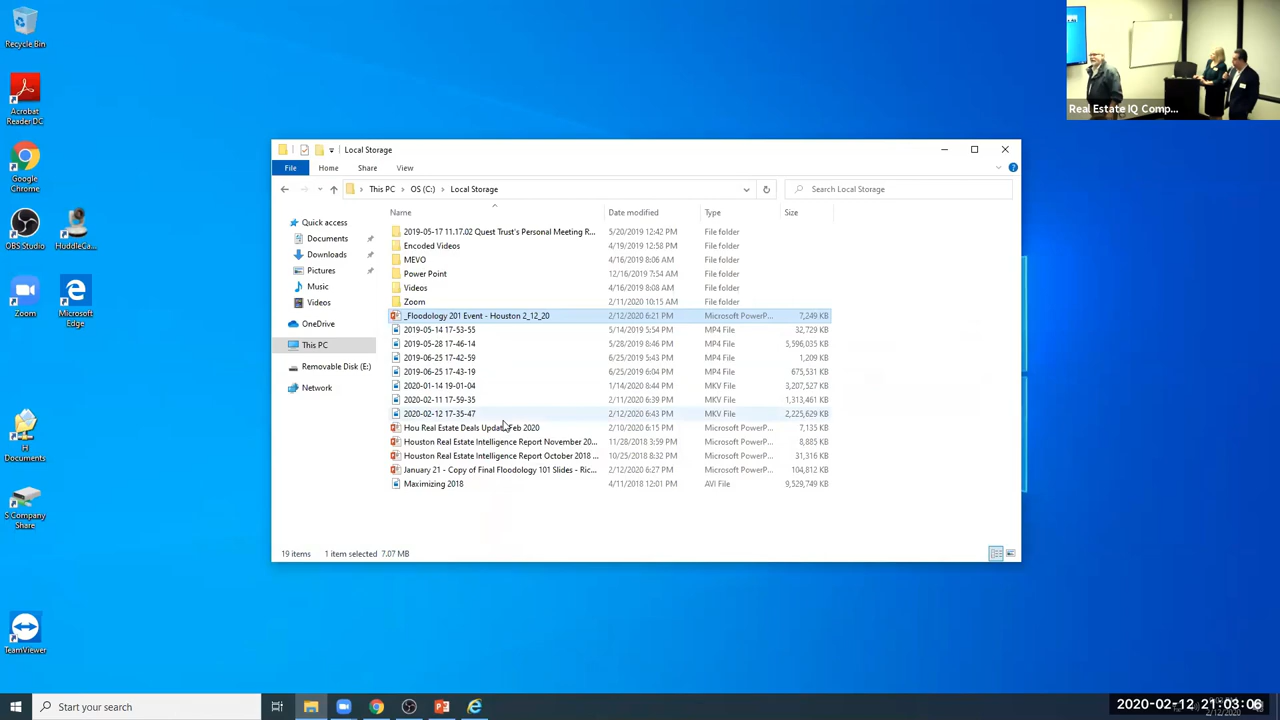 Recycle Bin
Acrobat
Reader DC
Google
Chrome
OBS Studio
HuddleCa...
Zoom
Microsoft
Edge
H
Documents
S Company
Share
TeamViewer
Real Estate IQ Comp...
Local Storage
File
Home
Share
View
This PC
OS (C:)
Local Storage
Search Local Storage
Name
Date modified
Type
Size
Quick access
Documents
Downloads
Pictures
Music
Videos
OneDrive
This PC
Removable Disk (E:)
Network
2019-05-17 11.17.02 Quest Trust's Personal Meeting R... 5/20/2019 12:42 PM File folder
Encoded Videos 4/19/2019 12:58 PM File folder
MEVO 4/16/2019 8:06 AM File folder
Power Point 12/16/2019 7:54 AM File folder
Videos 4/16/2019 8:08 AM File folder
Zoom 2/11/2020 10:15 AM File folder
_Floodology 201 Event - Houston 2_12_20 2/12/2020 6:21 PM Microsoft PowerP... 7,249 KB
2019-05-14 17-53-55 5/14/2019 5:54 PM MP4 File 32,729 KB
2019-05-28 17-46-14 5/28/2019 8:46 PM MP4 File 5,596,035 KB
2019-06-25 17-42-59 6/25/2019 5:43 PM MP4 File 1,209 KB
2019-06-25 17-43-19 6/25/2019 6:04 PM MP4 File 675,531 KB
2020-01-14 19-01-04 1/14/2020 8:44 PM MKV File 3,207,527 KB
2020-02-11 17-59-35 2/11/2020 6:39 PM MKV File 1,313,461 KB
2020-02-12 17-35-47 2/12/2020 6:43 PM MKV File 2,225,629 KB
Hou Real Estate Deals Update Feb 2020 2/10/2020 6:15 PM Microsoft PowerP... 7,135 KB
Houston Real Estate Intelligence Report November 20... 11/28/2018 3:59 PM Microsoft PowerP... 8,885 KB
Houston Real Estate Intelligence Report October 2018 ... 10/25/2018 8:32 PM Microsoft PowerP... 31,316 KB
January 21 - Copy of Final Floodology 101 Slides - Ric... 2/12/2020 6:27 PM Microsoft PowerP... 104,812 KB
Maximizing 2018 4/11/2018 12:01 PM AVI File 9,529,749 KB
19 items
1 item selected 7.07 MB
Start your search
2020-02-12 21:03:06